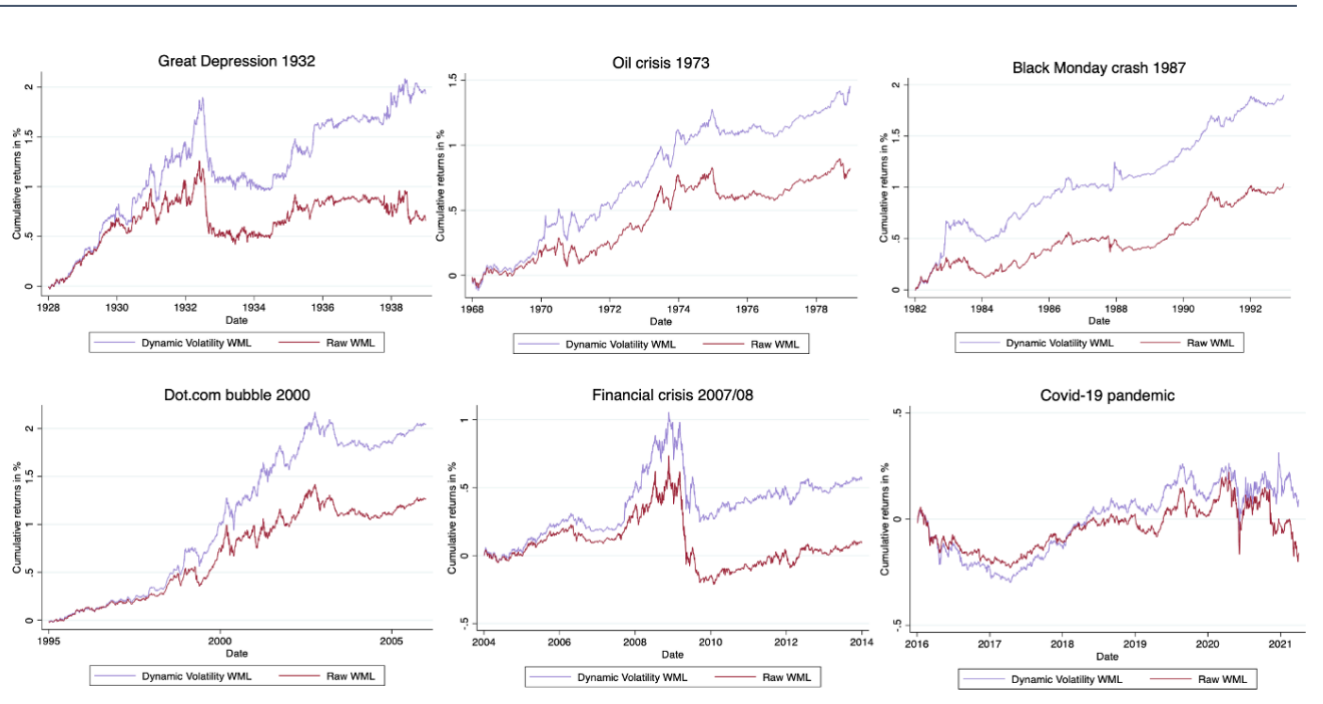 Great Depression 1932
Cumulative returns in %
2
1.5
1
.5
0
1928 1930 1932 1934 1936 1938
Date
Dynamic Volatility WML Raw WML
Oil crisis 1973
Cumulative returns in %
1.5
1
.5
0
1968 1970 1972 1974 1976 1978
Date
Dynamic Volatility WML Raw WML
Black Monday crash 1987
Cumulative returns in %
2
1.5
1
.5
0
1982 1984 1986 1988 1990 1992
Date
Dynamic Volatility WML Raw WML
Dot.com bubble 2000
Cumulative returns in %
2
1.5
1
.5
0
1995 2000 2005
Date
Dynamic Volatility WML Raw WML
Financial crisis 2007/08
Cumulative returns in %
1
.5
0
-.5
2004 2006 2008 2010 2012 2014
Date
Dynamic Volatility WML Raw WML
Covid-19 pandemic
Cumulative returns in %
.5
0
-.5
2016 2017 2018 2019 2020 2021
Date
Dynamic Volatility WML Raw WML